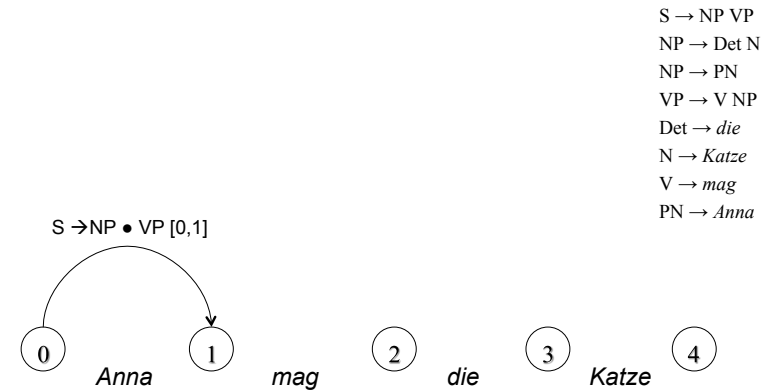 S → NP VP
NP → Det N
NP → PN
VP → V NP
Det → die
N → Katze
V → mag
PN → Anna
S →NP ● VP [0,1]
0 1 2 3 4
Anna mag die Katze